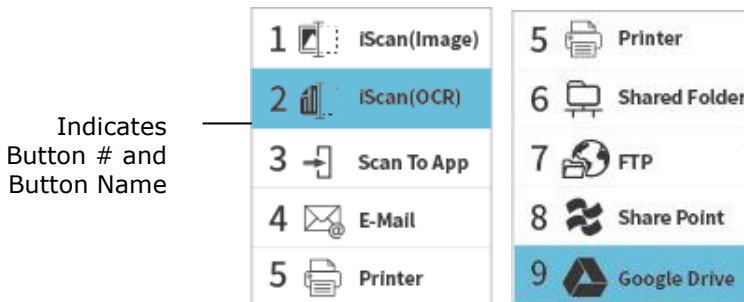 Indicates
Button # and
Button Name
1 iScan(Image)
2 iScan(OCR)
3 Scan To App
4 E-Mail
5 Printer
5 Printer
6 Shared Folder
7 FTP
8 Share Point
9 Google Drive